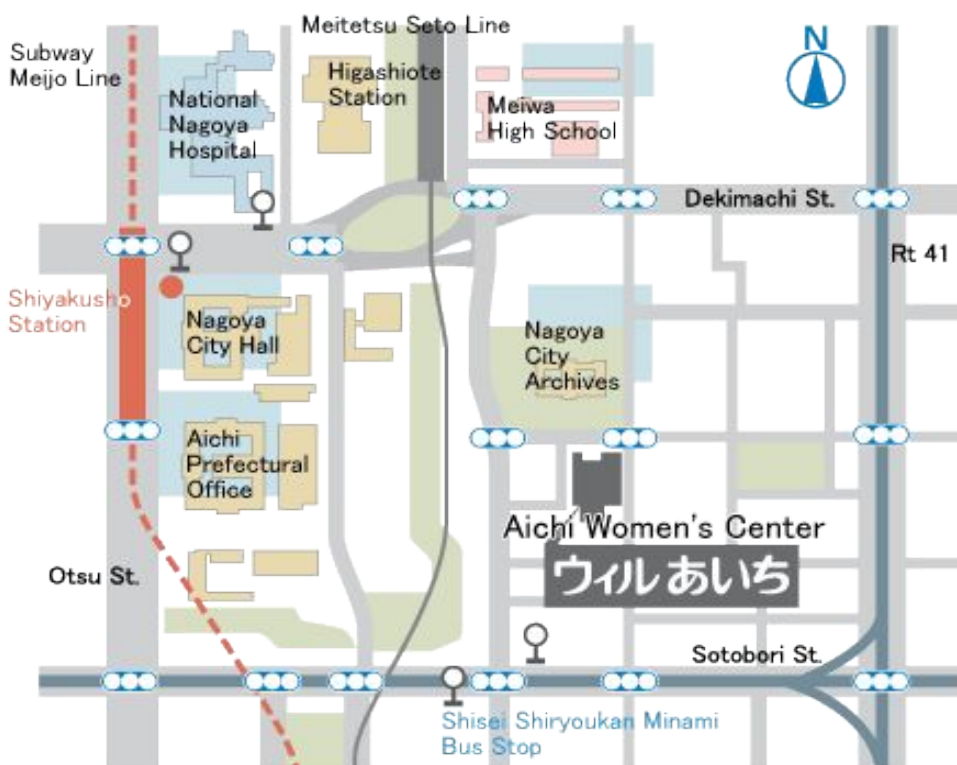 Meitetsu Seto Line
N
Subway
Meijo Line
Higashiote
Station
National
Nagoya
Hospital
Meiwa
High School
Dekimachi St.
Rt 41
Shiyakusho
Station
Nagoya
City Hall
Nagoya
City
Archives
Aichi
Prefectural
Office
Aichi Women's Center
ウィルあいち
Otsu St.
Sotobori St.
Shisei Shiryoukan Minami
Bus Stop